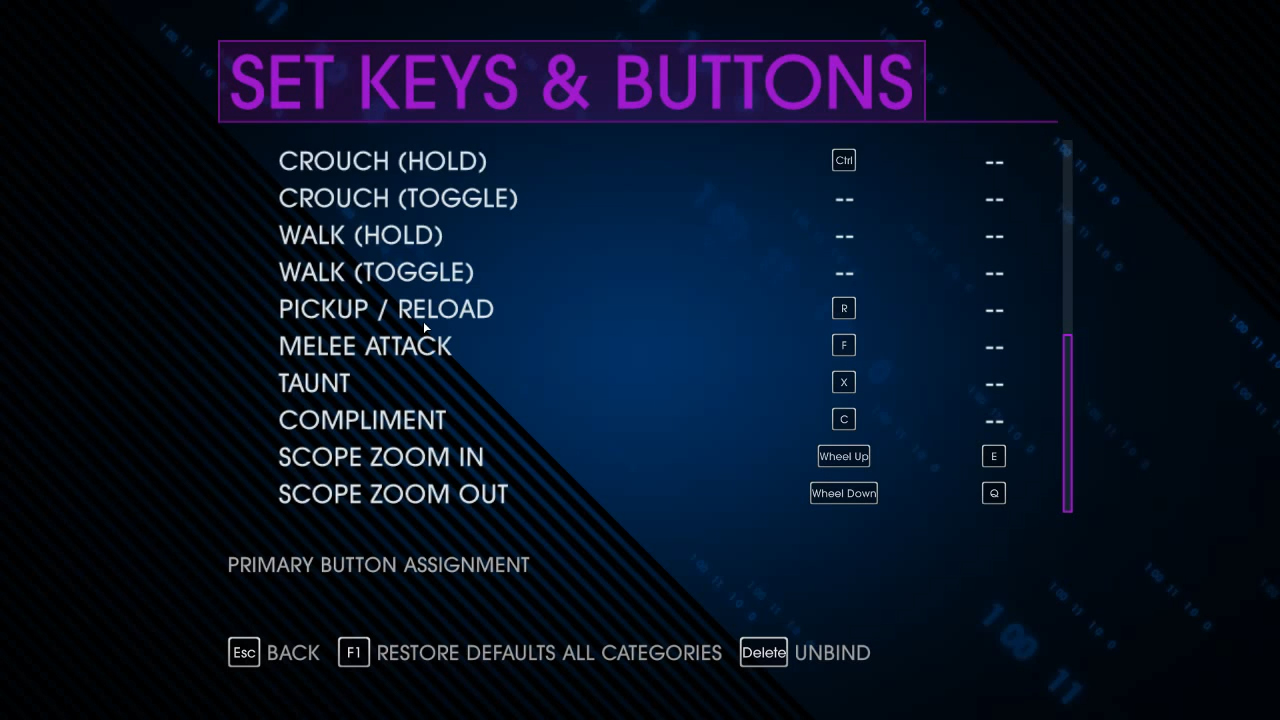 SET KEYS & BUTTONS
CROUCH (HOLD) Ctrl --
CROUCH (TOGGLE) -- --
WALK (HOLD) -- --
WALK (TOGGLE) -- --
PICKUP / RELOAD R --
MELEE ATTACK F --
TAUNT X --
COMPLIMENT C --
SCOPE ZOOM IN Wheel Up E
SCOPE ZOOM OUT Wheel Down Q
PRIMARY BUTTON ASSIGNMENT
Esc BACK F1 RESTORE DEFAULTS ALL CATEGORIES Delete UNBIND